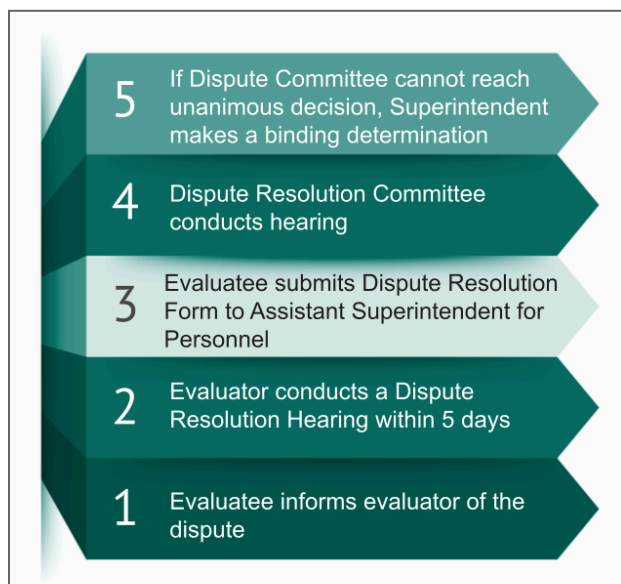 5
If Dispute Committee cannot reach
unanimous decision, Superintendent
makes a binding determination
4
Dispute Resolution Committee
conducts hearing
3
Evaluatee submits Dispute Resolution
Form to Assistant Superintendent for
Personnel
2
Evaluator conducts a Dispute
Resolution Hearing within 5 days
1
Evaluatee informs evaluator of the
dispute